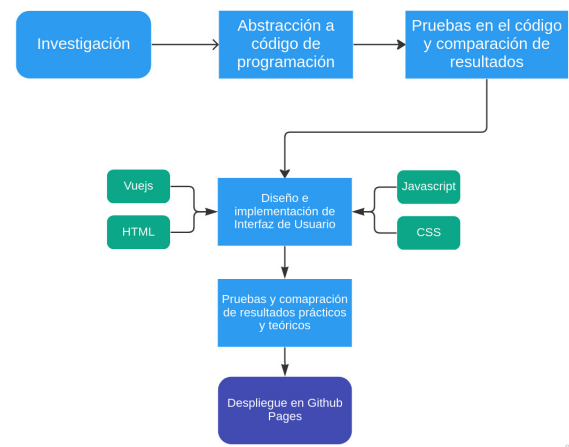 Investigación
Abstracción a
código de
programación
Pruebas en el código
y comparación de
resultados
Vuejs
HTML
Diseño e
implementación de
Interfaz de Usuario
Javascript
CSS
Pruebas y comapración
de resultados prácticos
y teóricos
Despliegue en Github
Pages